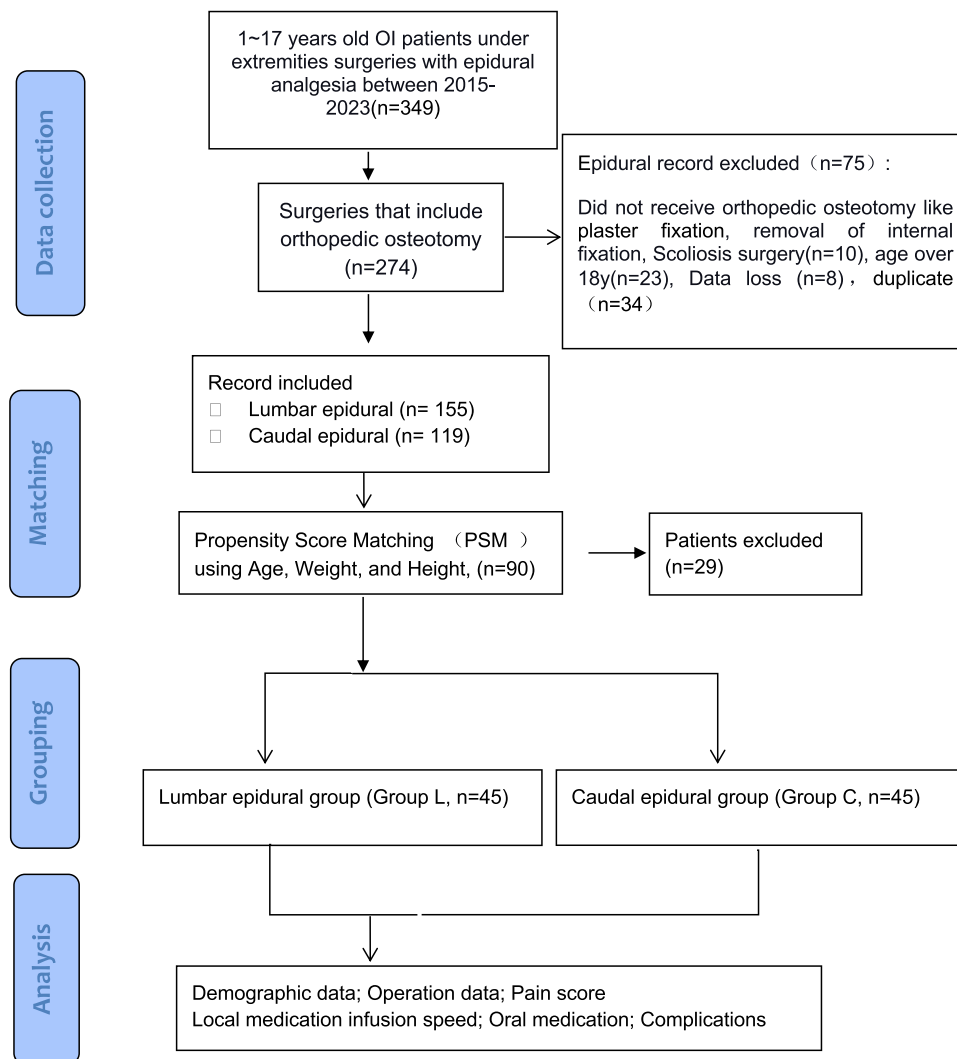 1~17 years old OI patients under
extremities surgeries with epidural
analgesia between 2015-
2023(n=349)
Data collection
Surgeries that include
orthopedic osteotomy
(n=274)
Epidural record excluded（n=75）:
Did not receive orthopedic osteotomy like
plaster fixation, removal of internal
fixation, Scoliosis surgery(n=10), age over
18y(n=23), Data loss (n=8)，duplicate
（n=34）
Matching
Record included
Lumbar epidural (n= 155)
Caudal epidural (n= 119)
Propensity Score Matching （PSM ）
using Age, Weight, and Height, (n=90)
Patients excluded
(n=29)
Grouping
Lumbar epidural group (Group L, n=45)
Caudal epidural group (Group C, n=45)
Analysis
Demographic data; Operation data; Pain score
Local medication infusion speed; Oral medication; Complications